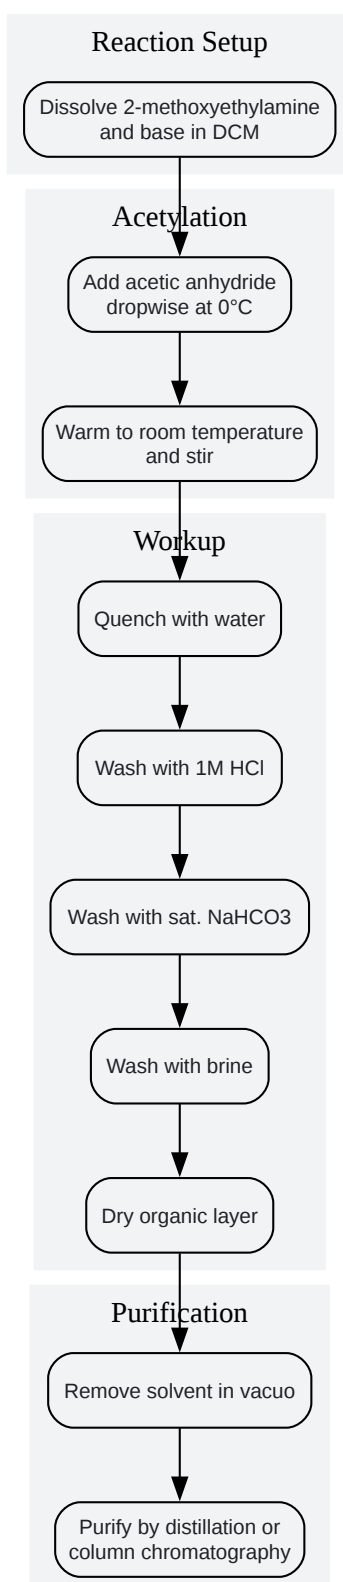 Reaction Setup
Dissolve 2-methoxyethylamine
and base in DCM
Acetylation
Add acetic anhydride
dropwise at 0°C
Warm to room temperature
and stir
Workup
Quench with water
Wash with 1M HCl
Wash with sat. NaHCO3
Wash with brine
Dry organic layer
Purification
Remove solvent in vacuo
Purify by distillation or
column chromatography